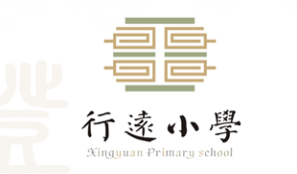 行遠小學
Xingyuan Primary school